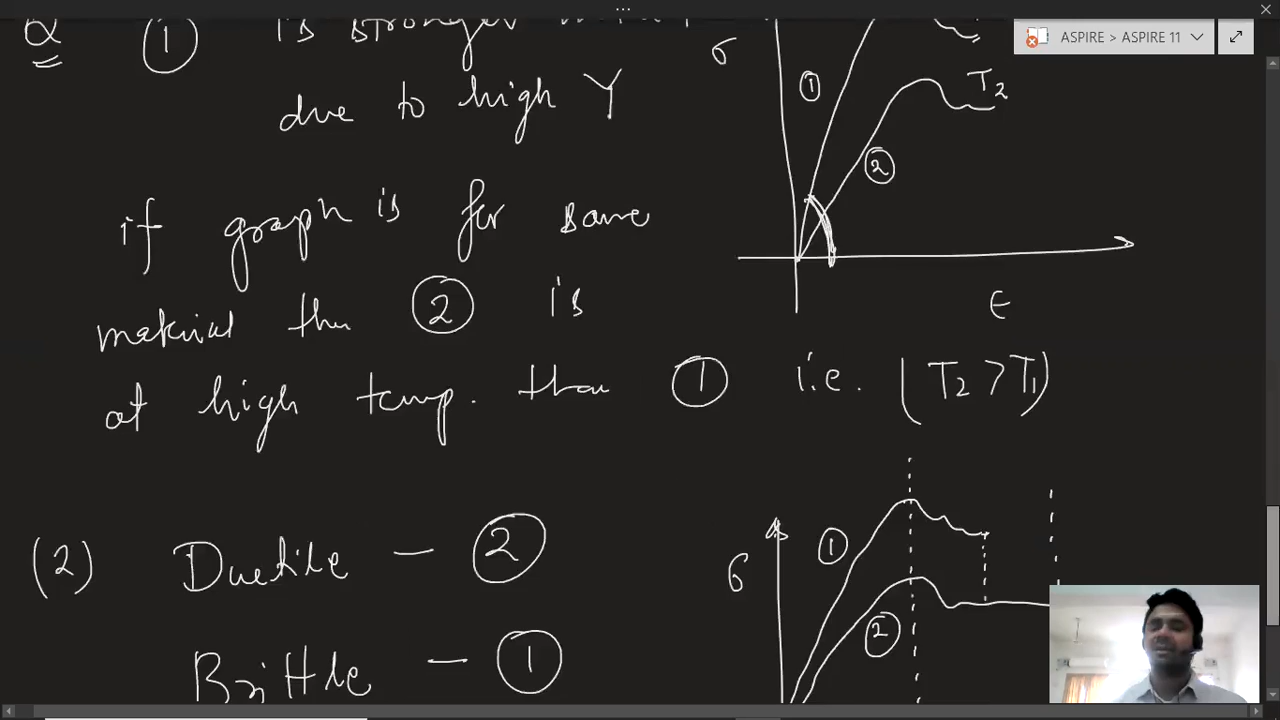 Q ① is stronger
due to high Y
if graph is for same
material then ② is
at high temp. than ① i.e. (T₂ > T₁)
(2) Ductile — ②
Brittle — ①
ASPIRE > ASPIRE 11
σ
①
T₂
②
ϵ
σ
①
②